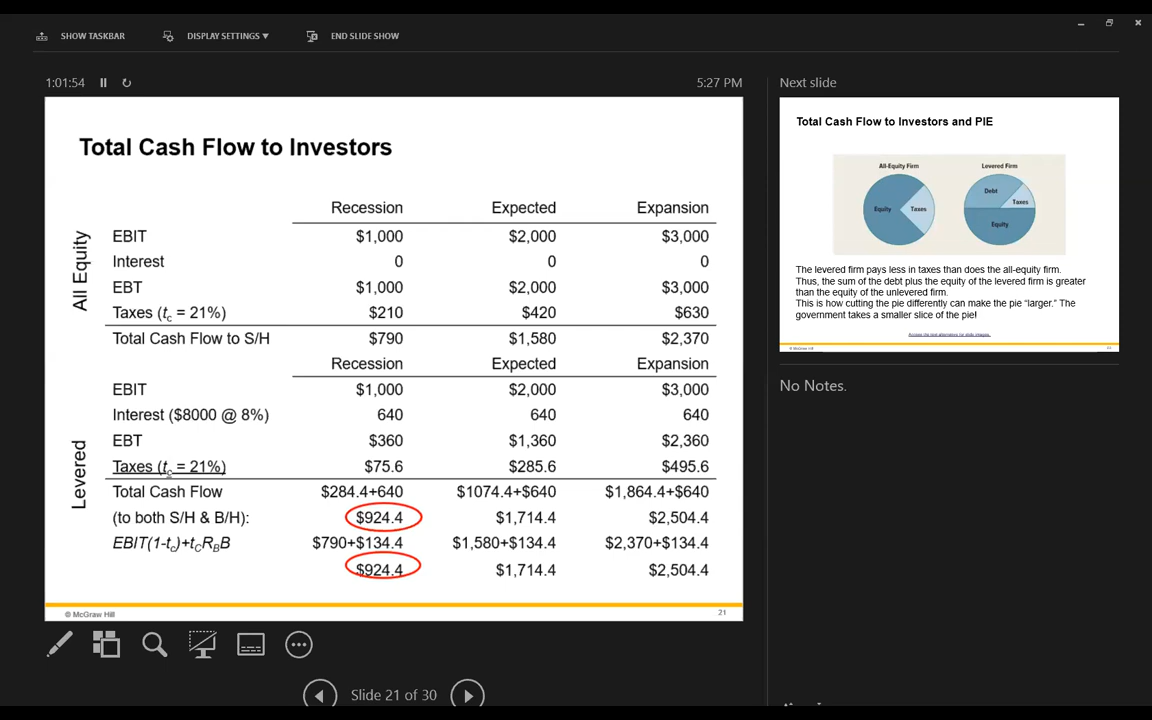 SHOW TASKBAR
DISPLAY SETTINGS ▼
END SLIDE SHOW
1:01:54
5:27 PM
Total Cash Flow to Investors
All Equity
Recession Expected Expansion
EBIT $1,000 $2,000 $3,000
Interest 0 0 0
EBT $1,000 $2,000 $3,000
Taxes (tc = 21%) $210 $420 $630
Total Cash Flow to S/H $790 $1,580 $2,370
Levered
Recession Expected Expansion
EBIT $1,000 $2,000 $3,000
Interest ($8000 @ 8%) 640 640 640
EBT $360 $1,360 $2,360
Taxes (tc = 21%) $75.6 $285.6 $495.6
Total Cash Flow $284.4+640 $1074.4+$640 $1,864.4+$640
(to both S/H & B/H): $924.4 $1,714.4 $2,504.4
EBIT(1-tc)+tCRBB $790+$134.4 $1,580+$134.4 $2,370+$134.4
$924.4 $1,714.4 $2,504.4
© McGraw Hill
21
Slide 21 of 30
Next slide
Total Cash Flow to Investors and PIE
All-Equity Firm
Levered Firm
Equity
Taxes
Debt
Taxes
Equity
The levered firm pays less in taxes than does the all-equity firm.
Thus, the sum of the debt plus the equity of the levered firm is greater
than the equity of the unlevered firm.
This is how cutting the pie differently can make the pie “larger.” The
government takes a smaller slice of the pie!
Access the text alternative for slide images.
© McGraw Hill
No Notes.